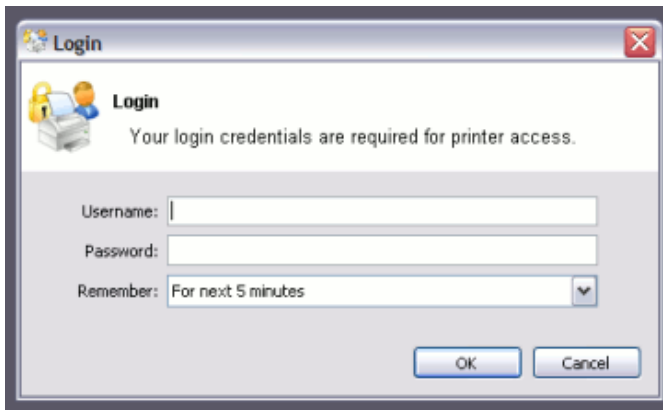 Login
Login
Your login credentials are required for printer access.
Username:
Password:
Remember: For next 5 minutes
OK Cancel